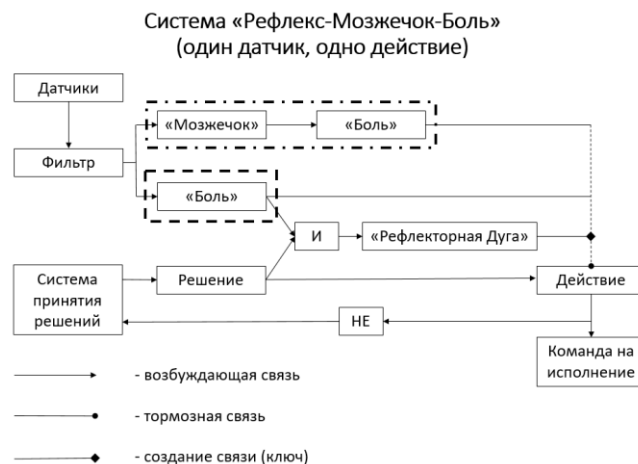 Система «Рефлекс-Мозжечок-Боль»
(один датчик, одно действие)
Датчики
«Мозжечок»
«Боль»
Фильтр
«Боль»
И
«Рефлекторная Дуга»
Система
принятия
решений
Решение
Действие
НЕ
Команда на
исполнение
- возбуждающая связь
- тормозная связь
- создание связи (ключ)